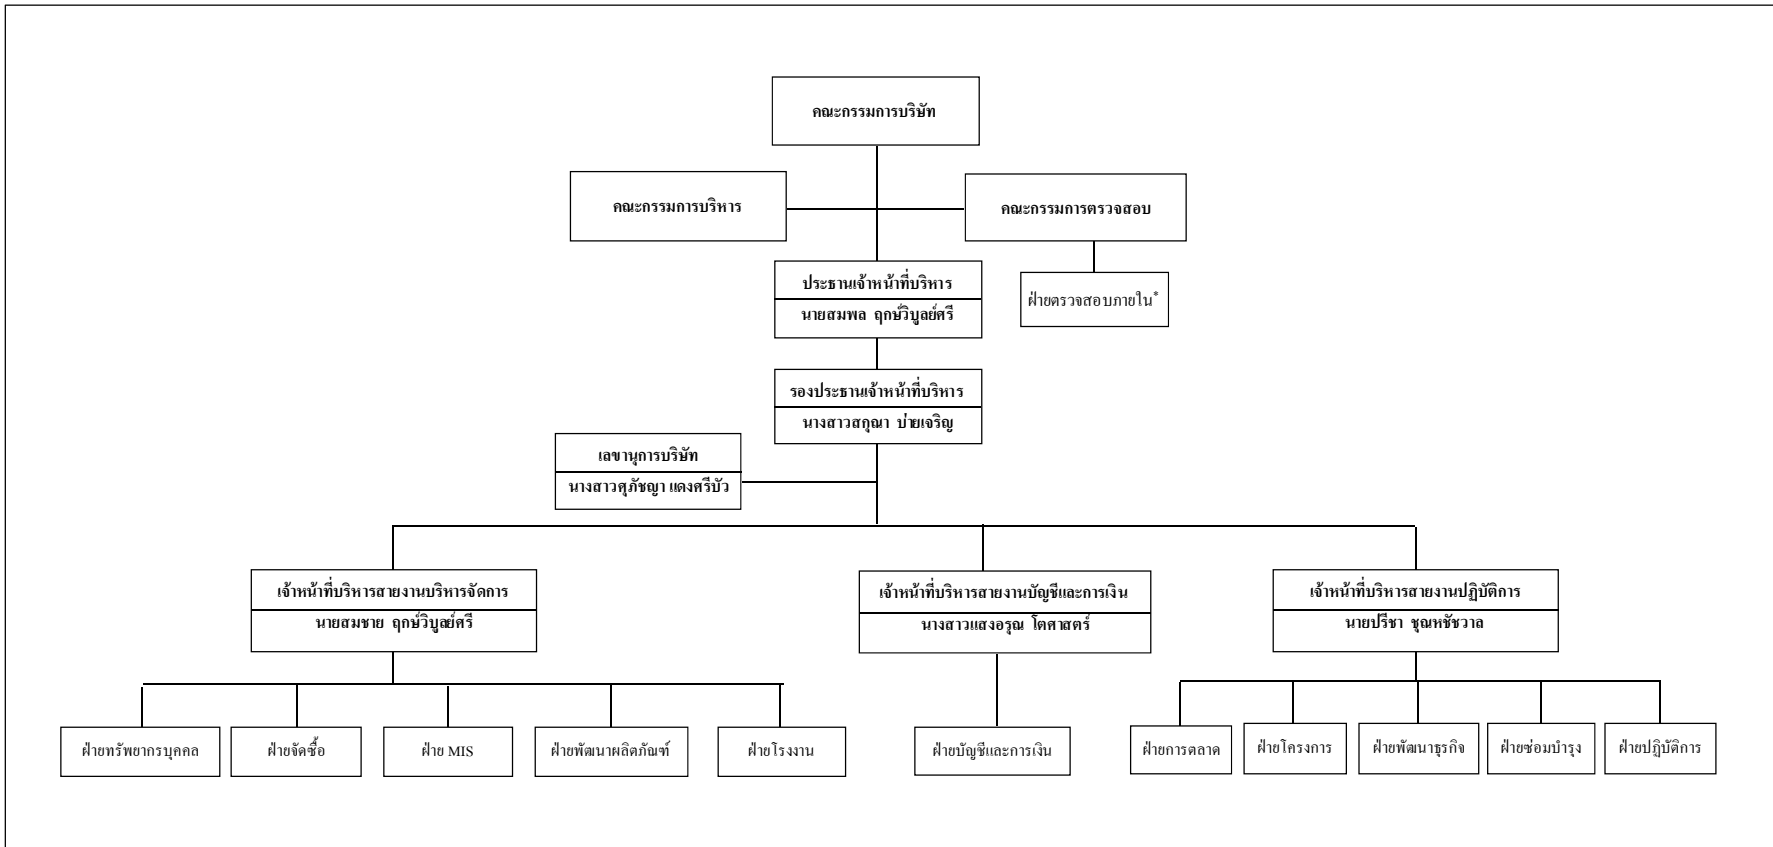 คณะกรรมการบริษัท
คณะกรรมการบริหาร
คณะกรรมการตรวจสอบ
ประธานเจ้าหน้าที่บริหาร
นายสมพล ฤกษ์วิบูลย์ศรี
ฝ่ายตรวจสอบภายใน*
รองประธานเจ้าหน้าที่บริหาร
นางสาวสกุณา บ่ายเจริญ
เลขานุการบริษัท
นางสาวศุภัชญา แดงศรีบัว
เจ้าหน้าที่บริหารสายงานบริหารจัดการ
นายสมชาย ฤกษ์วิบูลย์ศรี
เจ้าหน้าที่บริหารสายงานบัญชีและการเงิน
นางสาวแสงอรุณ โตศาสตร์
เจ้าหน้าที่บริหารสายงานปฏิบัติการ
นายปรีชา ชุณหชัชวาล
ฝ่ายทรัพยากรบุคคล
ฝ่ายจัดซื้อ
ฝ่าย MIS
ฝ่ายพัฒนาผลิตภัณฑ์
ฝ่ายโรงงาน
ฝ่ายบัญชีและการเงิน
ฝ่ายการตลาด
ฝ่ายโครงการ
ฝ่ายพัฒนาธุรกิจ
ฝ่ายซ่อมบำรุง
ฝ่ายปฏิบัติการ